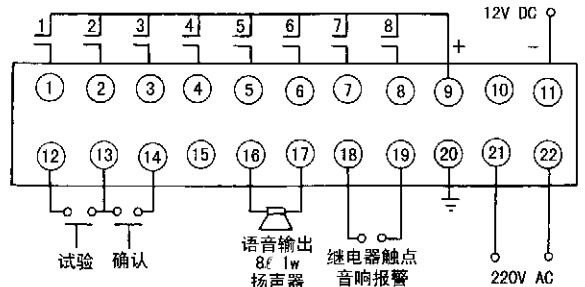 1 2 3 4 5 6 7 8 12V DC
+ -
① ② ③ ④ ⑤ ⑥ ⑦ ⑧ ⑨ ⑩ ⑪
⑫ ⑬ ⑭ ⑮ ⑯ ⑰ ⑱ ⑲ ⑳ ㉑ ㉒
试验 确认
语音输出
8ℓ 1w
扬声器
继电器触点
音响报警
220V AC